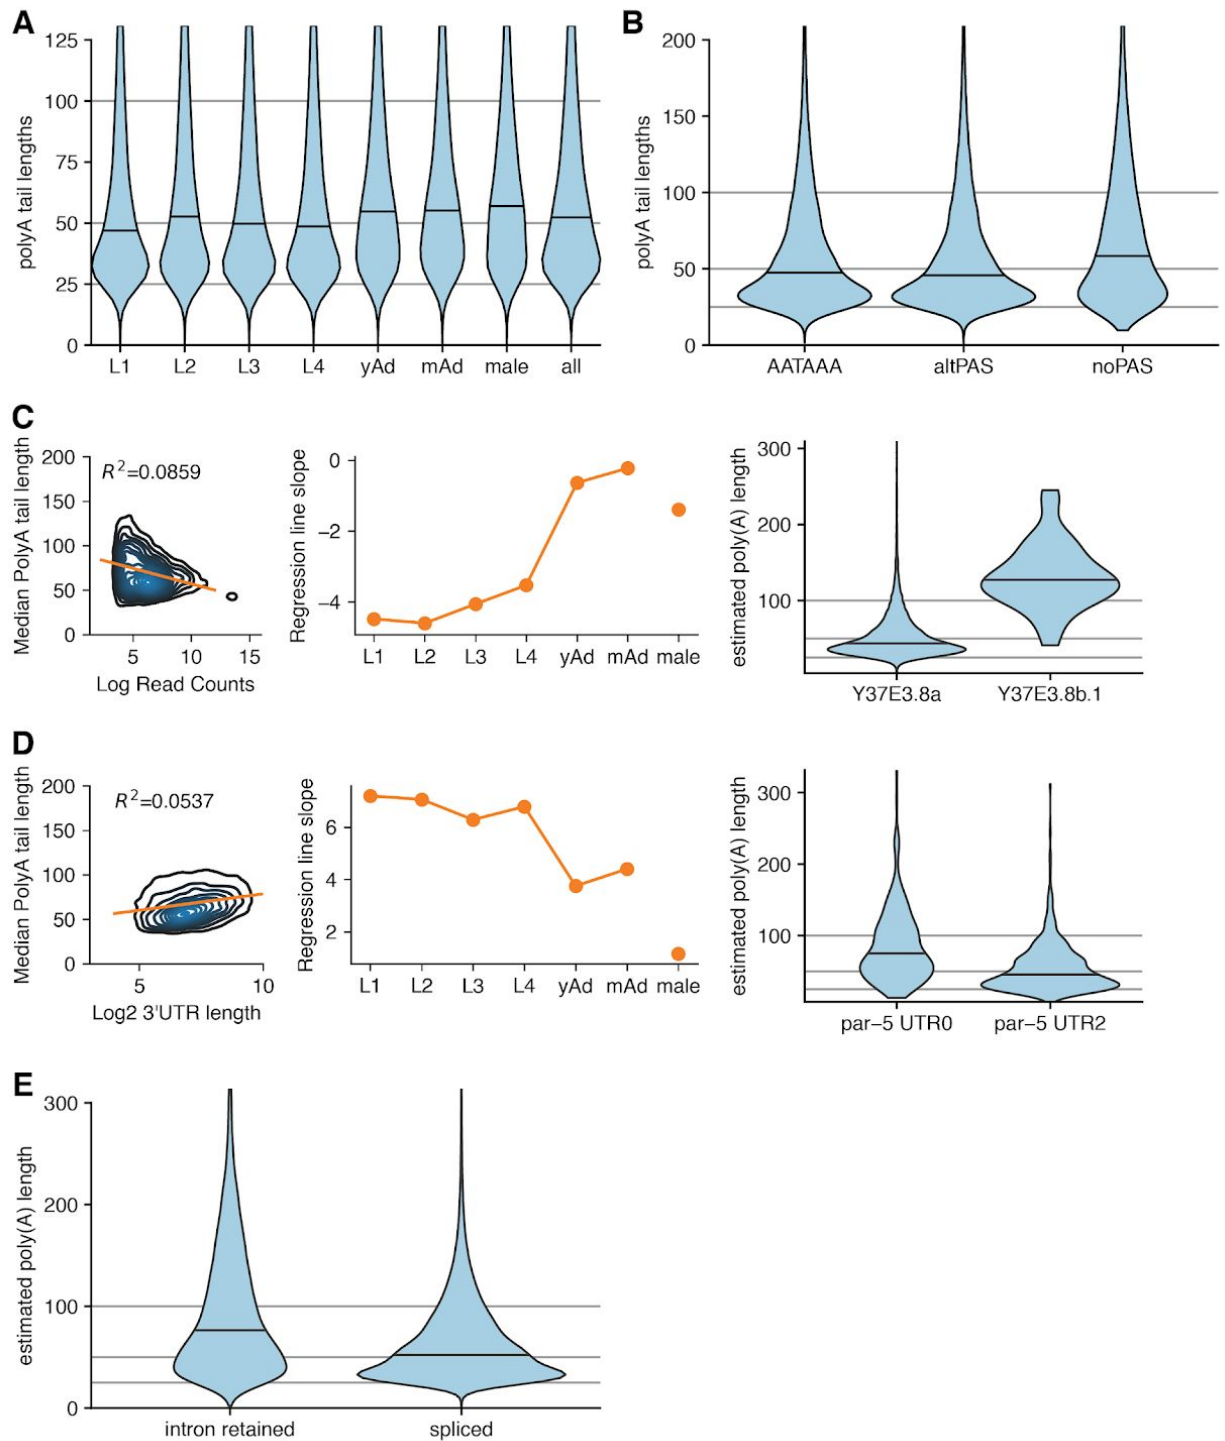 A
polyA tail lengths
125
100
75
50
25
0
L1 L2 L3 L4 yAd mAd male all
B
polyA tail lengths
200
150
100
50
0
AATAAA altPAS noPAS
C
Median PolyA tail length
200
150
100
50
0
R²=0.0859
5 10 15
Log Read Counts
Regression line slope
0
−2
−4
L1 L2 L3 L4 yAd mAd male
estimated poly(A) length
300
200
100
Y37E3.8a Y37E3.8b.1
D
Median PolyA tail length
200
150
100
50
0
R²=0.0537
5 10
Log2 3'UTR length
Regression line slope
6
4
2
L1 L2 L3 L4 yAd mAd male
estimated poly(A) length
300
200
100
par−5 UTR0 par−5 UTR2
E
estimated poly(A) length
300
200
100
0
intron retained spliced